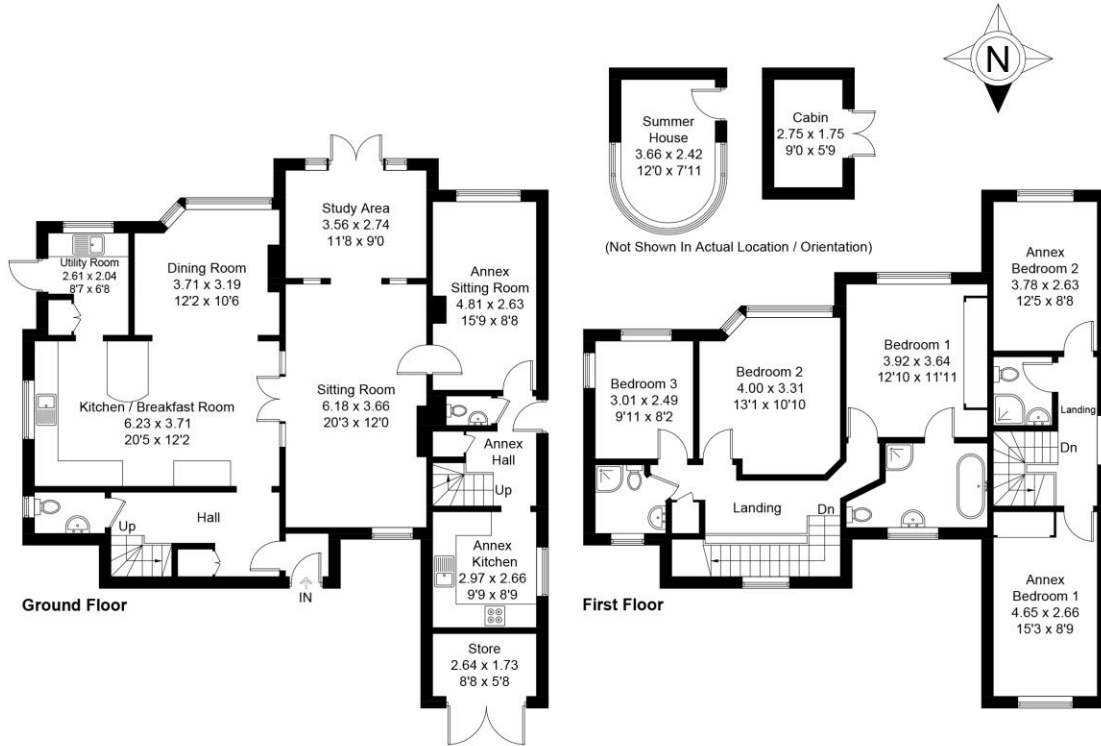 N
Summer
House
3.66 x 2.42
12'0 x 7'11
Cabin
2.75 x 1.75
9'0 x 5'9
(Not Shown In Actual Location / Orientation)
Study Area
3.56 x 2.74
11'8 x 9'0
Utility Room
2.61 x 2.04
8'7 x 6'8
Dining Room
3.71 x 3.19
12'2 x 10'6
Annex
Sitting Room
4.81 x 2.63
15'9 x 8'8
Kitchen / Breakfast Room
6.23 x 3.71
20'5 x 12'2
Sitting Room
6.18 x 3.66
20'3 x 12'0
Annex
Hall
Up
Hall
Up
Annex
Kitchen
2.97 x 2.66
9'9 x 8'9
IN
Ground Floor
Store
2.64 x 1.73
8'8 x 5'8
Annex
Bedroom 2
3.78 x 2.63
12'5 x 8'8
Bedroom 1
3.92 x 3.64
12'10 x 11'11
Bedroom 2
4.00 x 3.31
13'1 x 10'10
Bedroom 3
3.01 x 2.49
9'11 x 8'2
Landing
Dn
Landing
Dn
Annex
Bedroom 1
4.65 x 2.66
15'3 x 8'9
First Floor